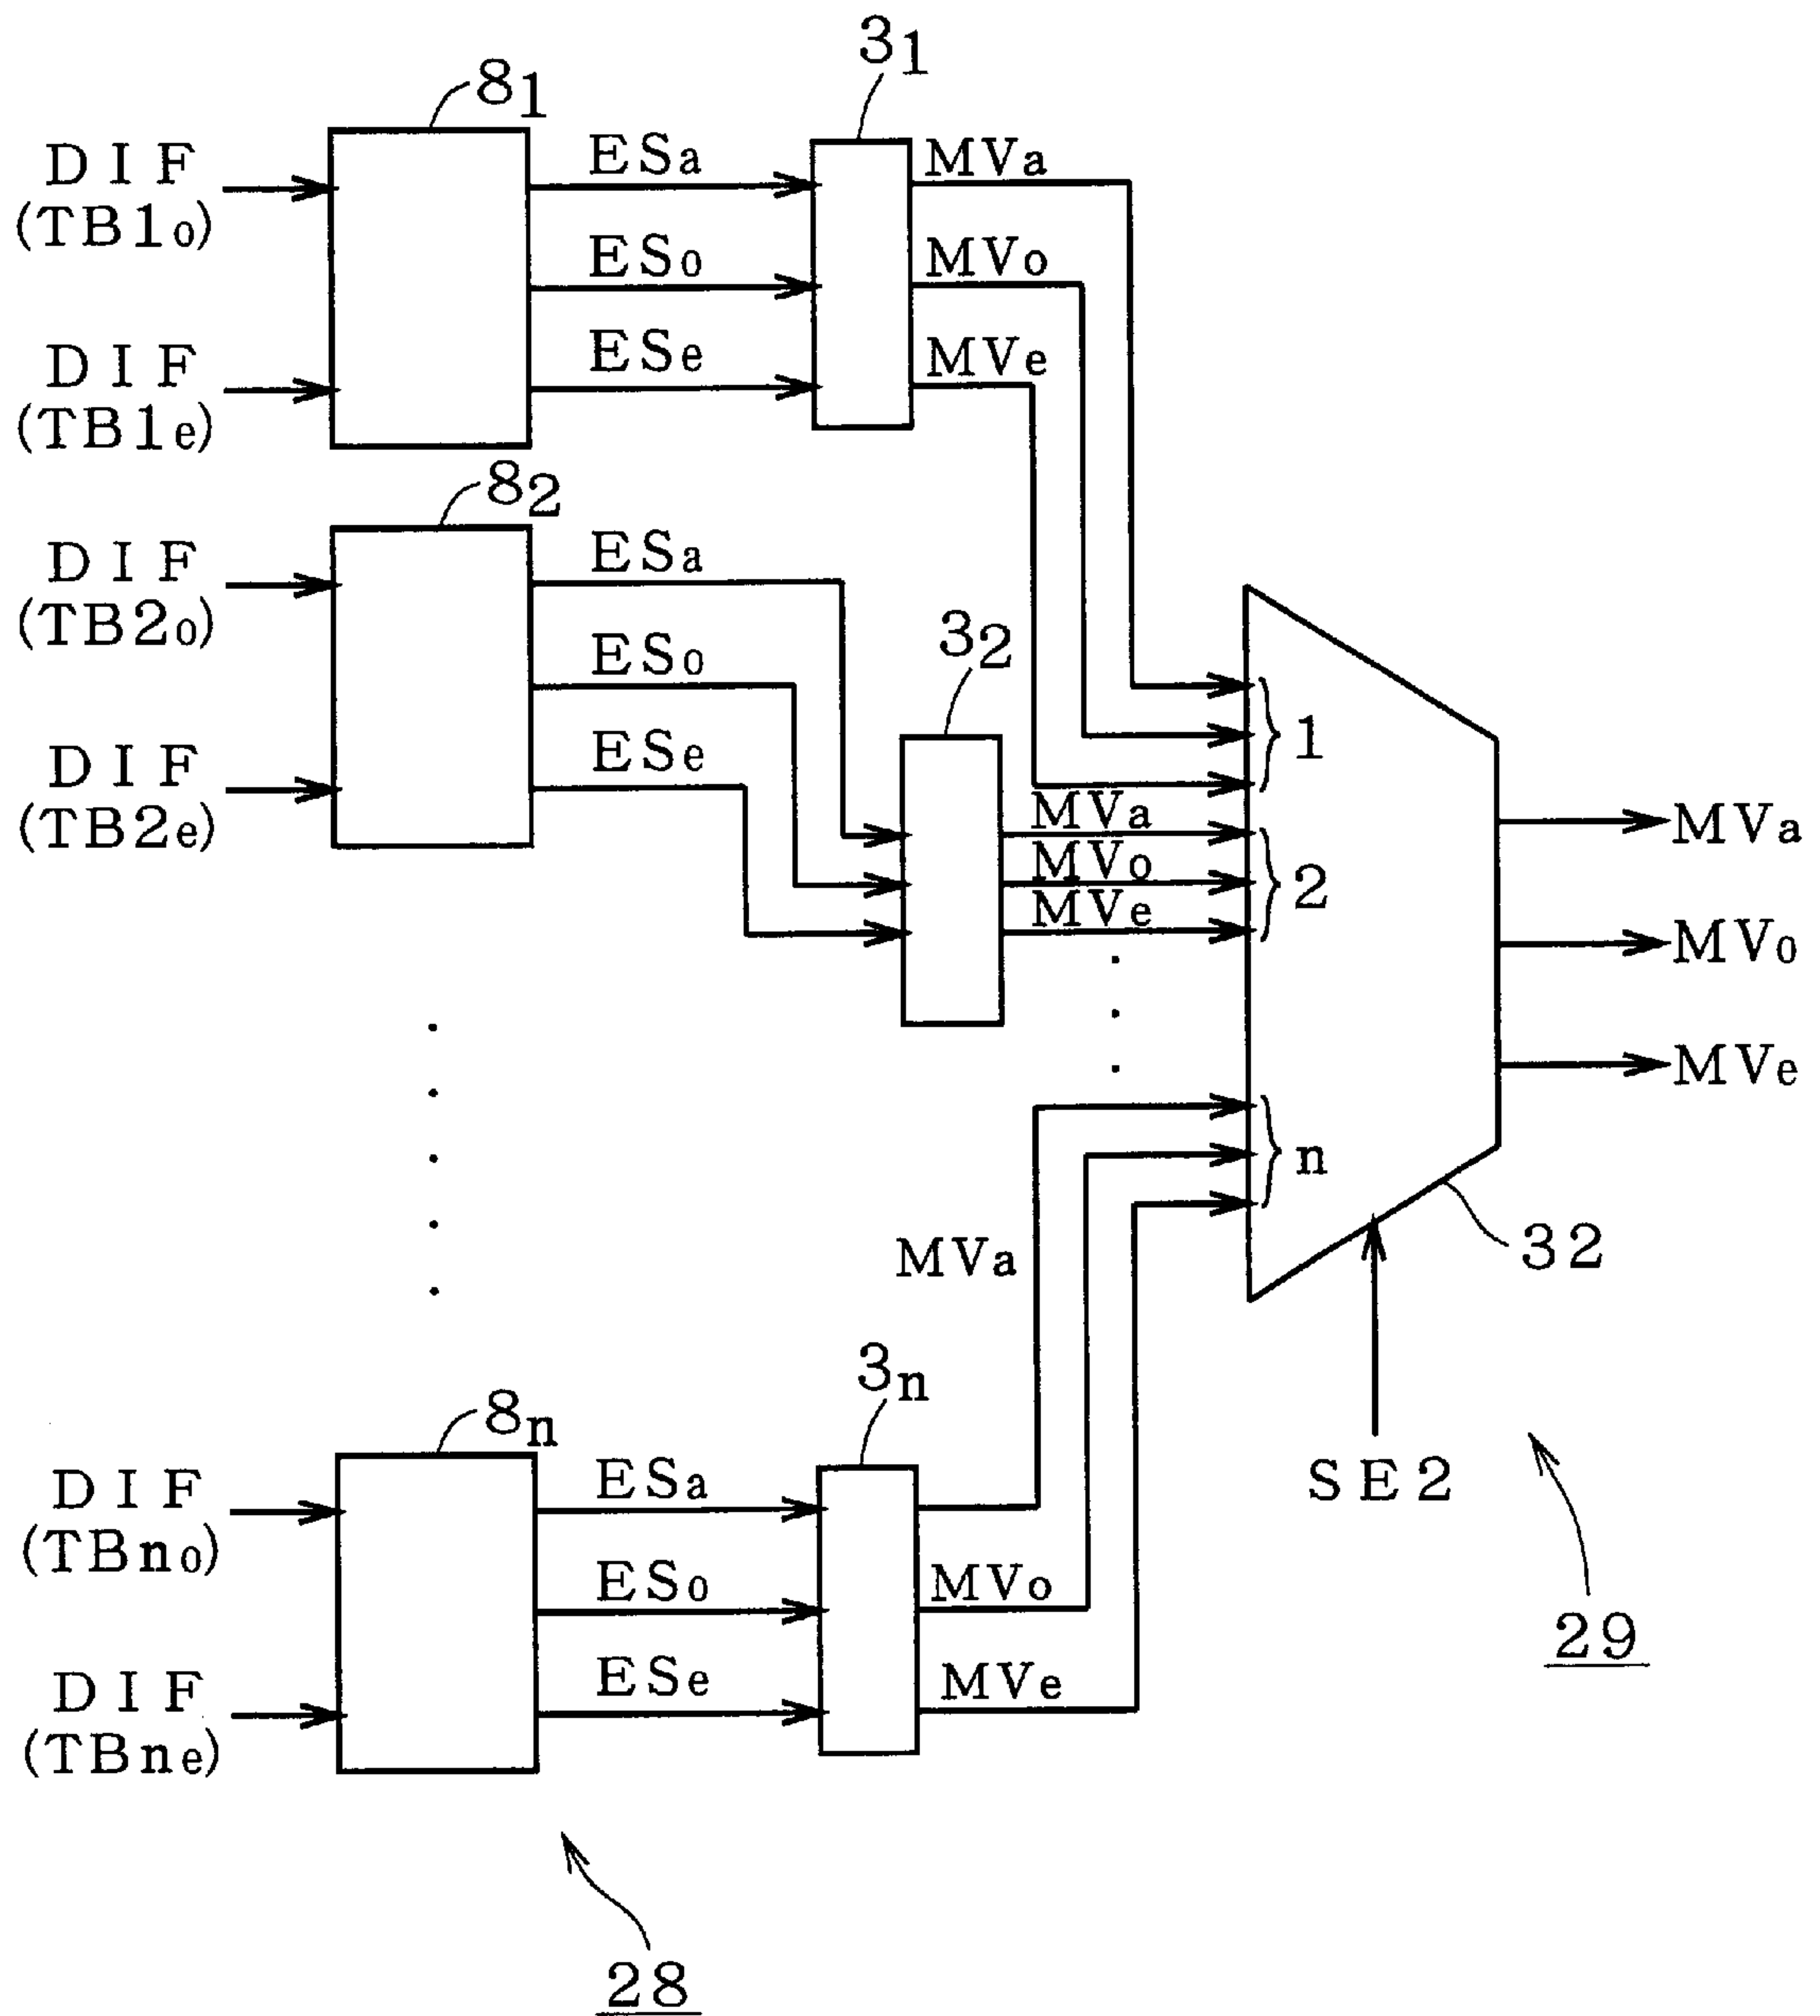 3₁
8₁
DIF
(TB1o)
ESa
MVa
ESo
MVo
DIF
(TB1e)
ESe
MVe
8₂
DIF
(TB2o)
ESa
ESo
3₂
DIF
(TB2e)
ESe
1
MVa
MVo
MVe
2
MVa
MVo
MVe
n
MVa
32
3n
8n
SE2
DIF
(TBno)
ESa
ESo
MVo
29
DIF
(TBne)
ESe
MVe
28